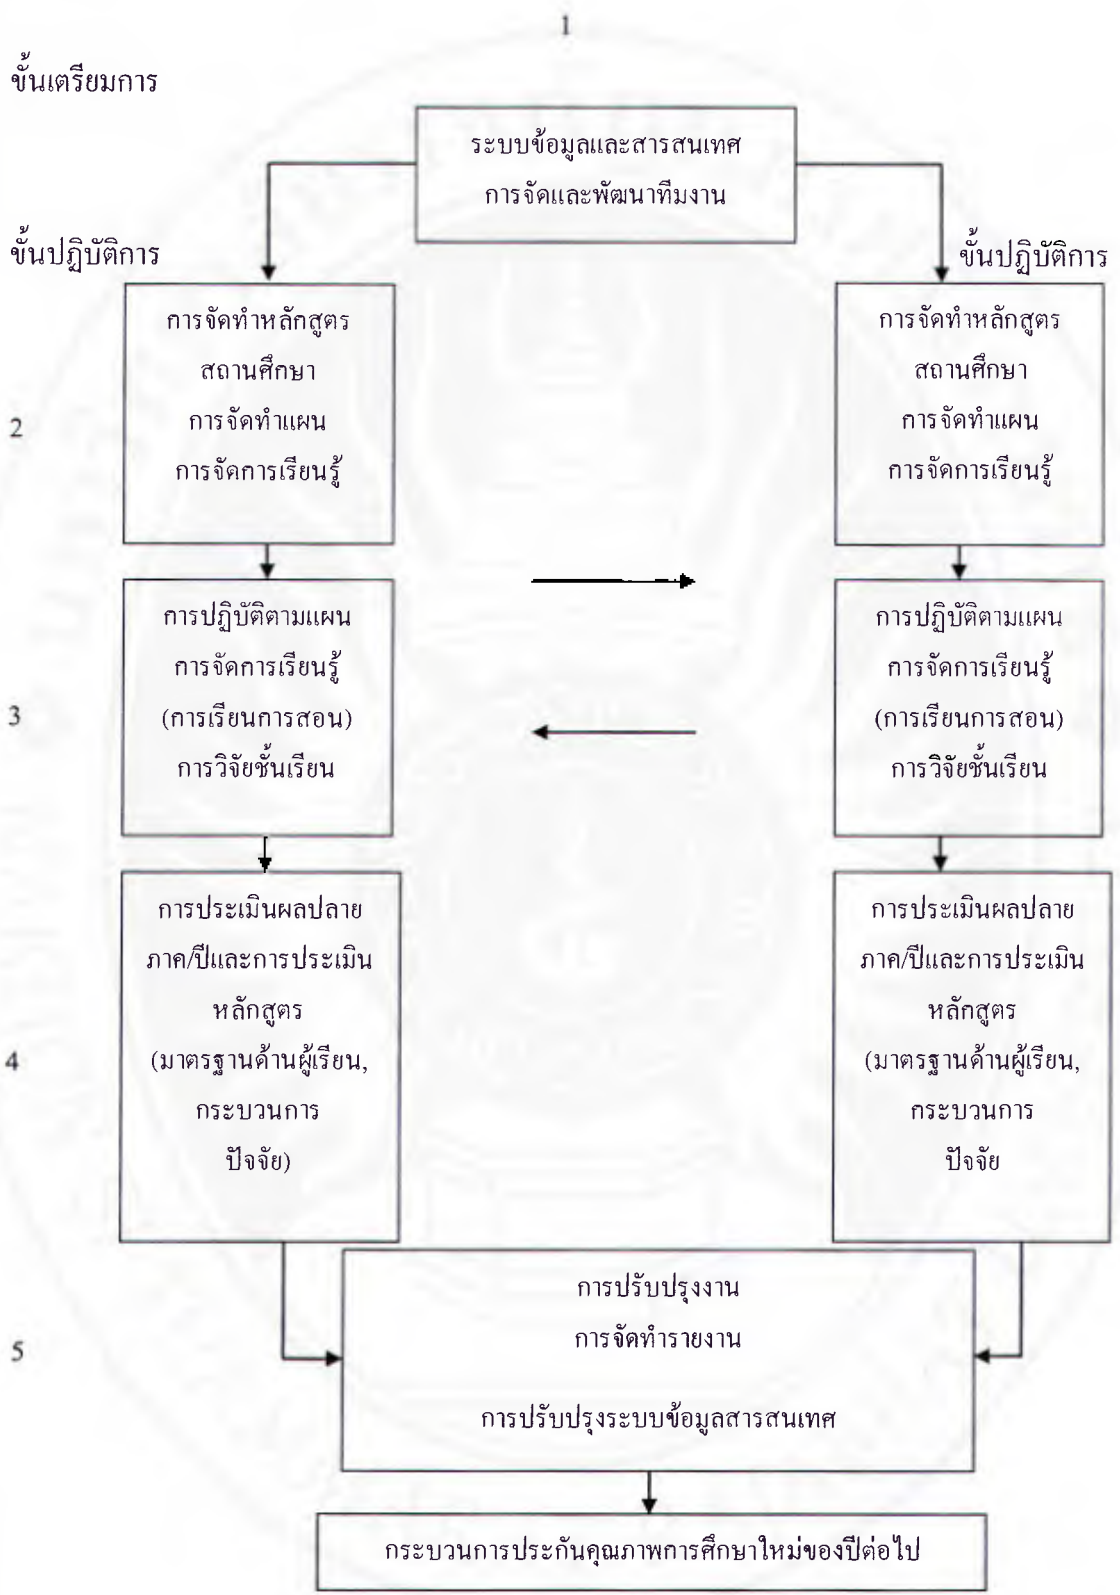 1
ขั้นเตรียมการ
ระบบข้อมูลและสารสนเทศ
การจัดและพัฒนาทีมงาน
ขั้นปฏิบัติการ
ขั้นปฏิบัติการ
2
การจัดทำหลักสูตร
สถานศึกษา
การจัดทำแผน
การจัดการเรียนรู้
การจัดทำหลักสูตร
สถานศึกษา
การจัดทำแผน
การจัดการเรียนรู้
3
การปฏิบัติตามแผน
การจัดการเรียนรู้
(การเรียนการสอน)
การวิจัยชั้นเรียน
การปฏิบัติตามแผน
การจัดการเรียนรู้
(การเรียนการสอน)
การวิจัยชั้นเรียน
4
การประเมินผลปลาย
ภาค/ปีและการประเมิน
หลักสูตร
(มาตรฐานด้านผู้เรียน,
กระบวนการ
ปัจจัย)
การประเมินผลปลาย
ภาค/ปีและการประเมิน
หลักสูตร
(มาตรฐานด้านผู้เรียน,
กระบวนการ
ปัจจัย
5
การปรับปรุงงาน
การจัดทำรายงาน
การปรับปรุงระบบข้อมูลสารสนเทศ
กระบวนการประกันคุณภาพการศึกษาใหม่ของปีต่อไป